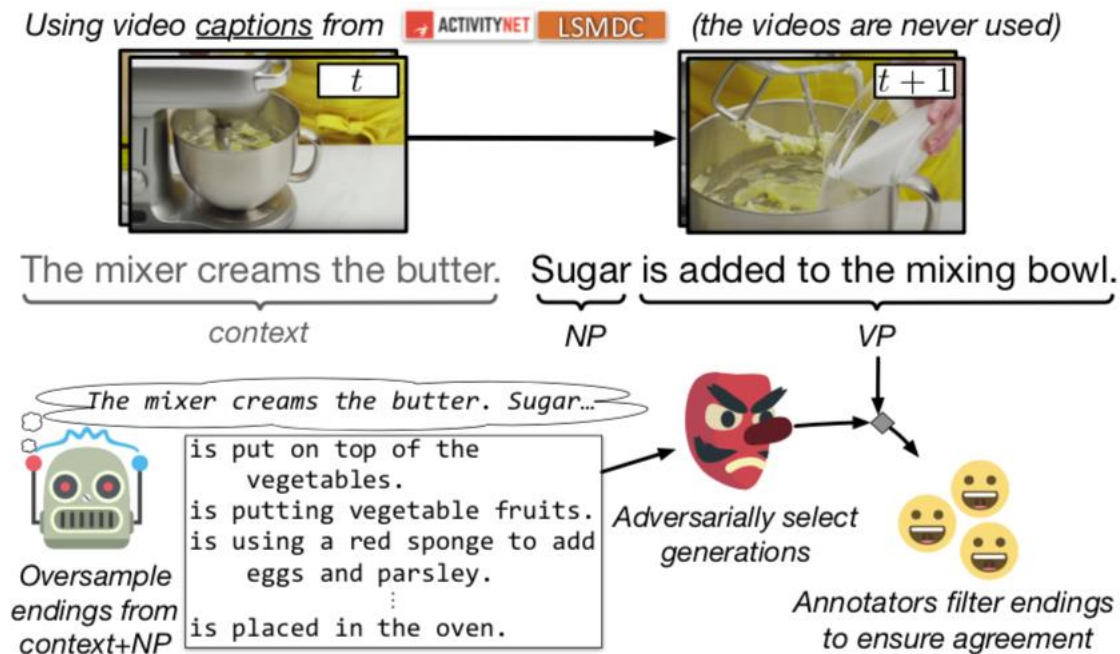 Using video captions from ACTIVITYNET LSMDC (the videos are never used)
t
t + 1
The mixer creams the butter. Sugar is added to the mixing bowl.
context
NP
VP
The mixer creams the butter. Sugar…
is put on top of the
vegetables.
is putting vegetable fruits.
is using a red sponge to add
eggs and parsley.
⋮
is placed in the oven.
Oversample
endings from
context+NP
Adversarially select
generations
Annotators filter endings
to ensure agreement